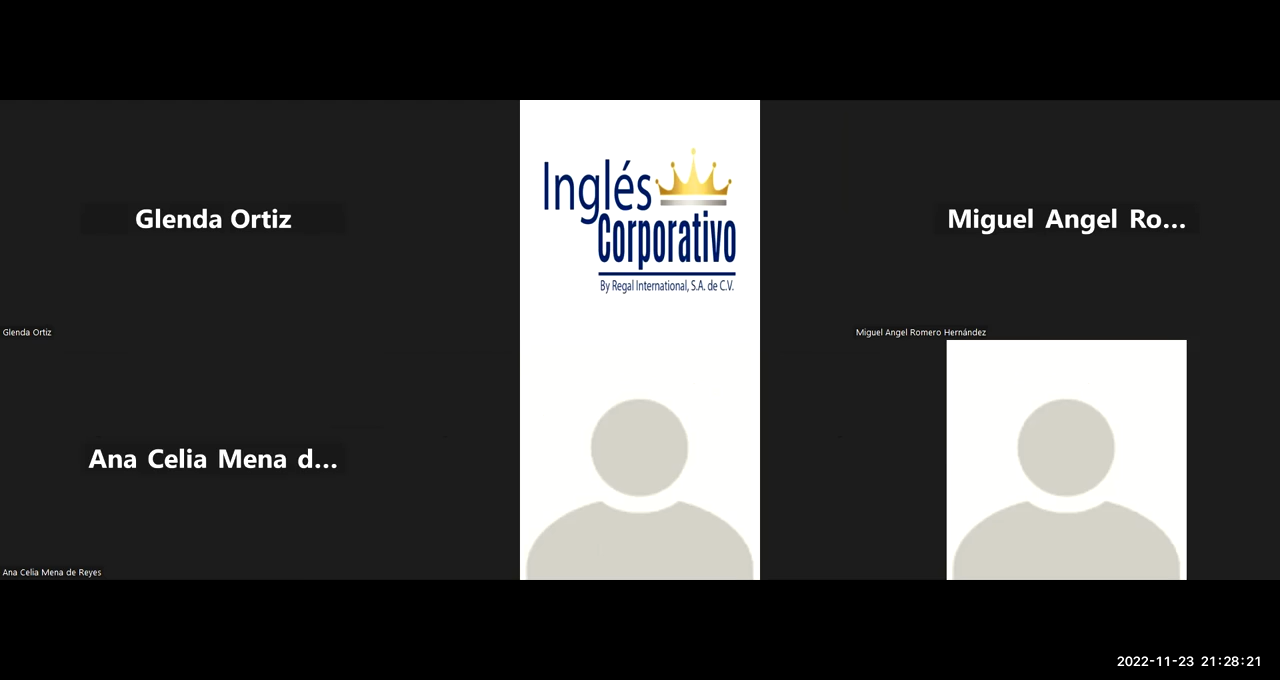 Glenda Ortiz
Glenda Ortiz
Inglés
Corporativo
By Regal International, S.A. de C.V.
Miguel Angel Ro...
Miguel Angel Romero Hernández
Ana Celia Mena d...
Ana Celia Mena de Reyes
2022-11-23 21:28:21